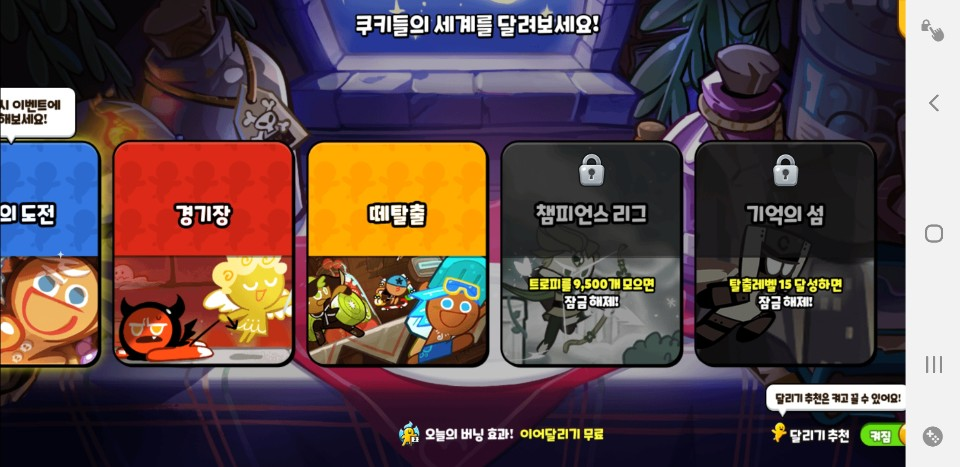 쿠키들의 세계를 달려보세요!
시 이벤트에
해보세요!
의 도전
경기장
떼탈출
챔피언스 리그
트로피를 9,500개 모으면
잠금 해제!
기억의 섬
탈출레벨 15 달성하면
잠금 해제!
달리기 추천은 켜고 끌 수 있어요!
오늘의 버닝 효과! 이어달리기 무료
달리기 추천
켜짐